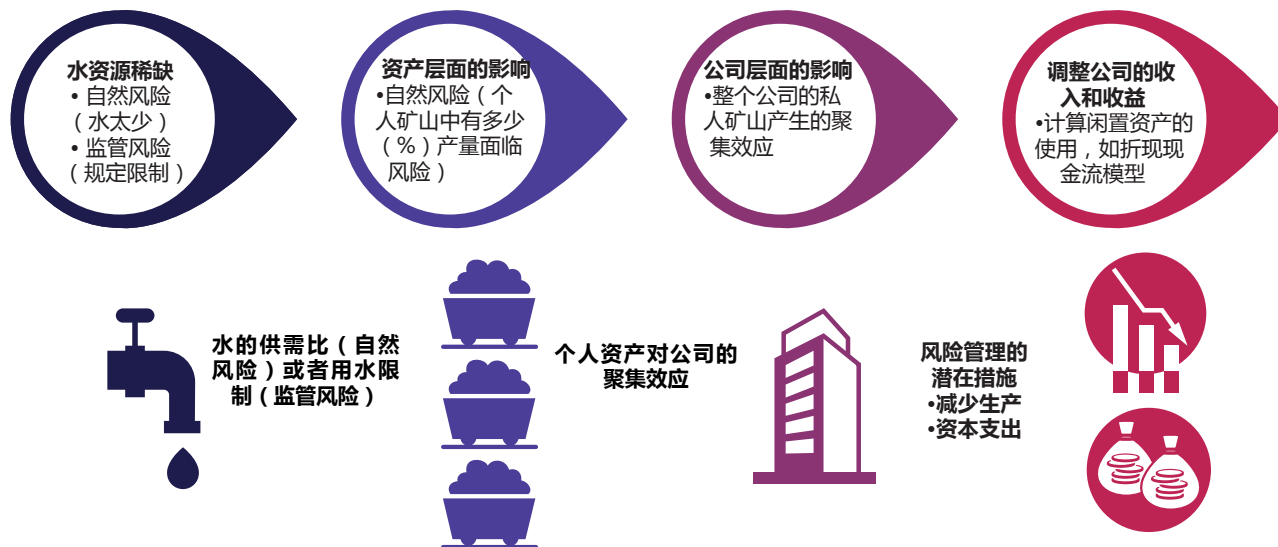 水资源稀缺
• 自然风险
（水太少）
• 监管风险
（规定限制）
资产层面的影响
•自然风险（个
人矿山中有多少
（%）产量面临
风险）
公司层面的影响
•整个公司的私
人矿山产生的聚
集效应
调整公司的收
入和收益
•计算闲置资产的
使用，如折现现
金流模型
水的供需比（自然
风险）或者用水限
制（监管风险）
个人资产对公司的
聚集效应
风险管理的
潜在措施
•减少生产
•资本支出